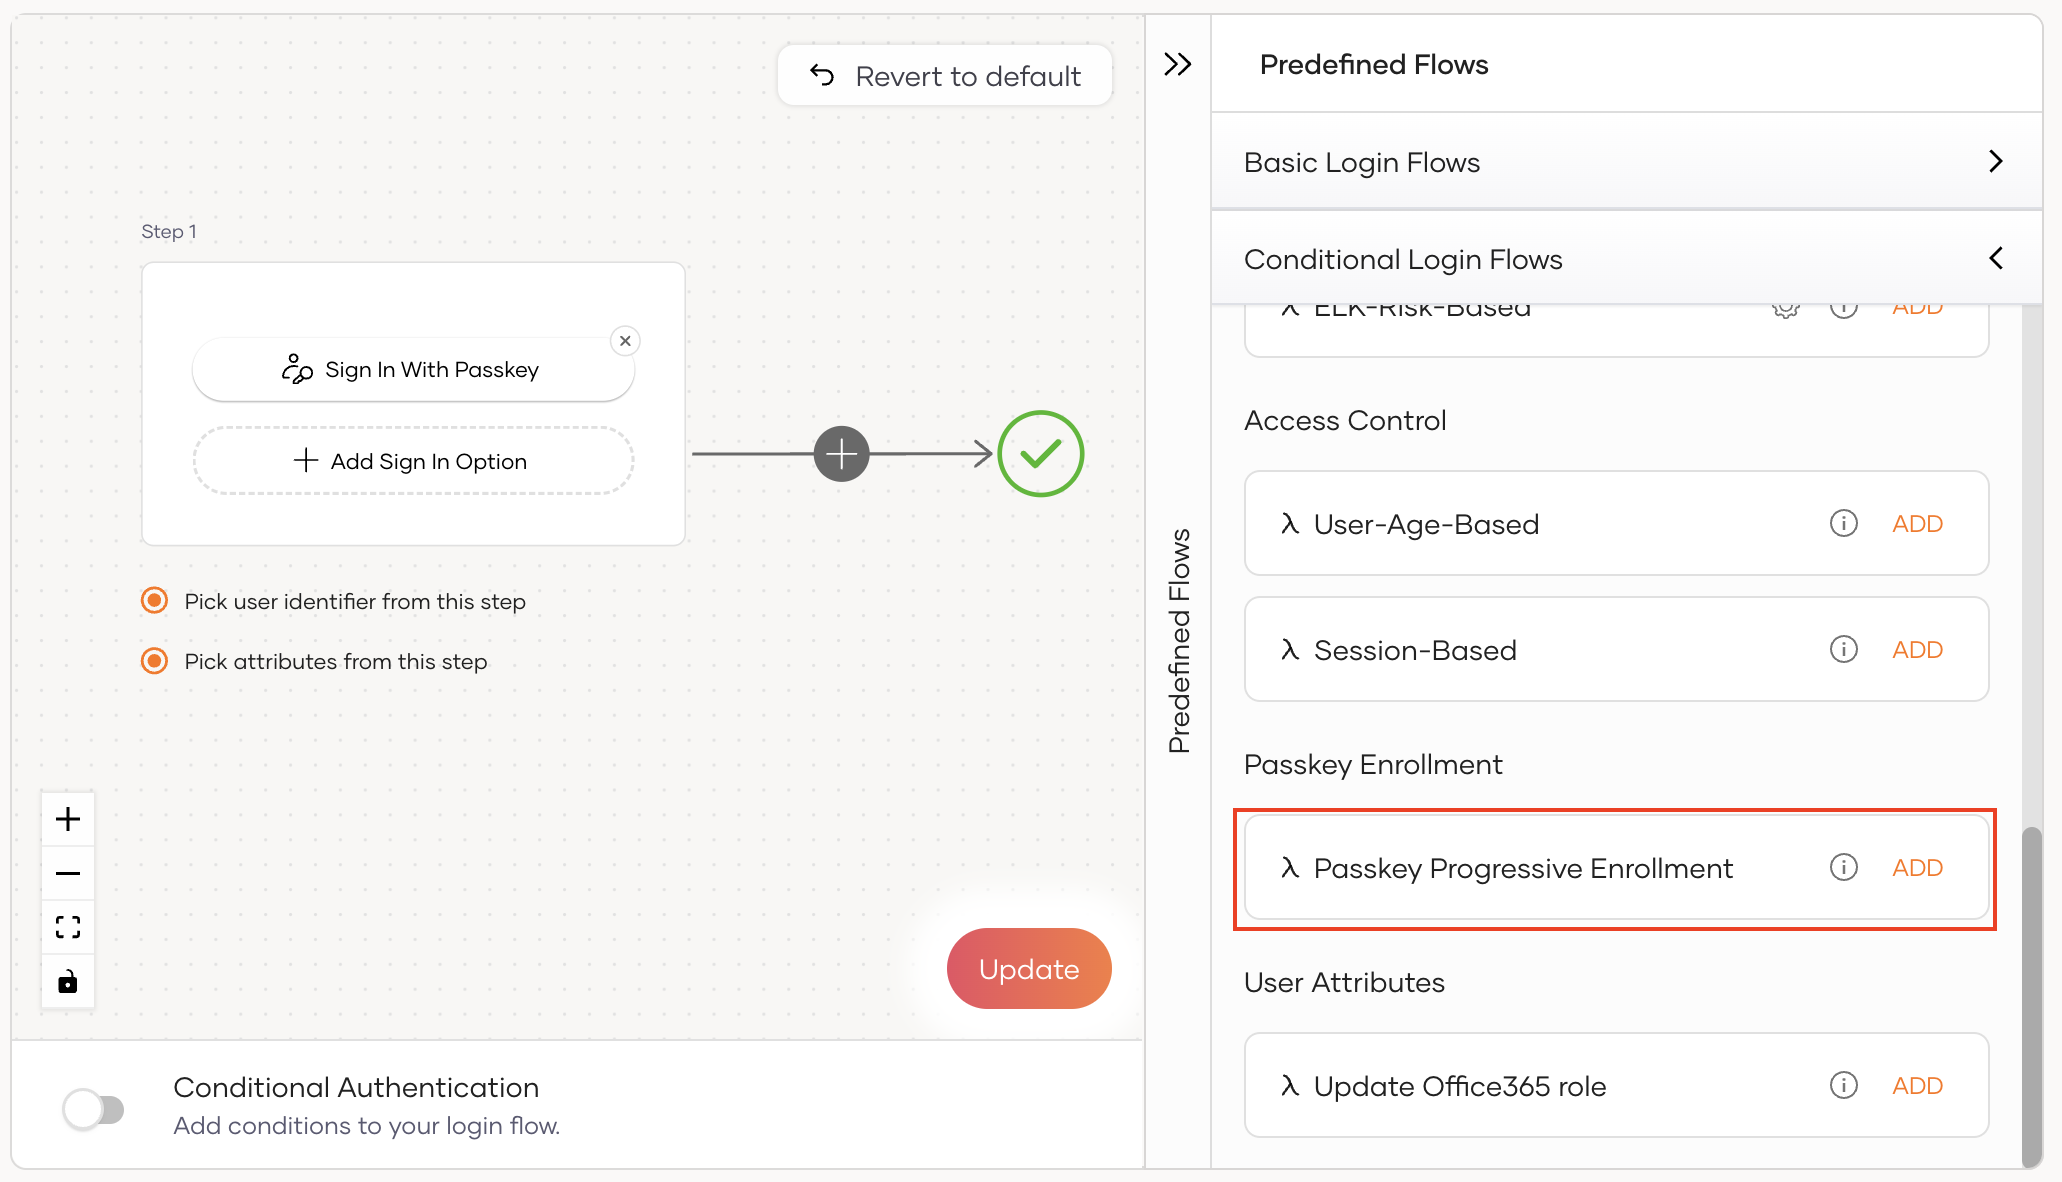 Revert to default
Step 1
Sign In With Passkey
Add Sign In Option
Pick user identifier from this step
Pick attributes from this step
Update
Conditional Authentication
Add conditions to your login flow.
Predefined Flows
Predefined Flows
Basic Login Flows
Conditional Login Flows
λ ELK-Risk-Based ADD
Access Control
λ User-Age-Based ADD
λ Session-Based ADD
Passkey Enrollment
λ Passkey Progressive Enrollment ADD
User Attributes
λ Update Office365 role ADD